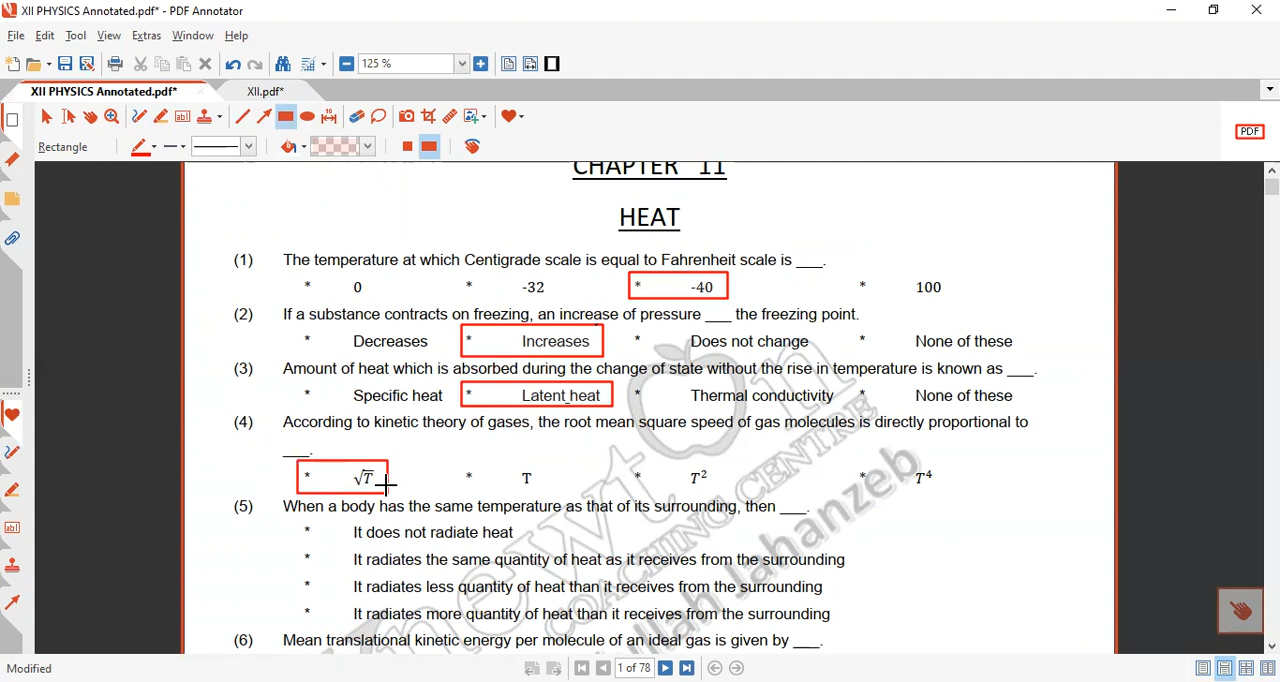 XII PHYSICS Annotated.pdf* - PDF Annotator
File Edit Tool View Extras Window Help
125 %
XII PHYSICS Annotated.pdf* XII.pdf*
PDF
Rectangle
CHAPTER 11
HEAT
(1) The temperature at which Centigrade scale is equal to Fahrenheit scale is ___.
* 0 * -32 * -40 * 100
(2) If a substance contracts on freezing, an increase of pressure ___ the freezing point.
* Decreases * Increases * Does not change * None of these
(3) Amount of heat which is absorbed during the change of state without the rise in temperature is known as ___.
* Specific heat * Latent heat * Thermal conductivity * None of these
(4) According to kinetic theory of gases, the root mean square speed of gas molecules is directly proportional to
___.
* √T * T * T² * T⁴
(5) When a body has the same temperature as that of its surrounding, then ___.
* It does not radiate heat
* It radiates the same quantity of heat as it receives from the surrounding
* It radiates less quantity of heat than it receives from the surrounding
* It radiates more quantity of heat than it receives from the surrounding
(6) Mean translational kinetic energy per molecule of an ideal gas is given by ___.
newton
COACHING CENTRE
Jahanzeb
Modified
1 of 78